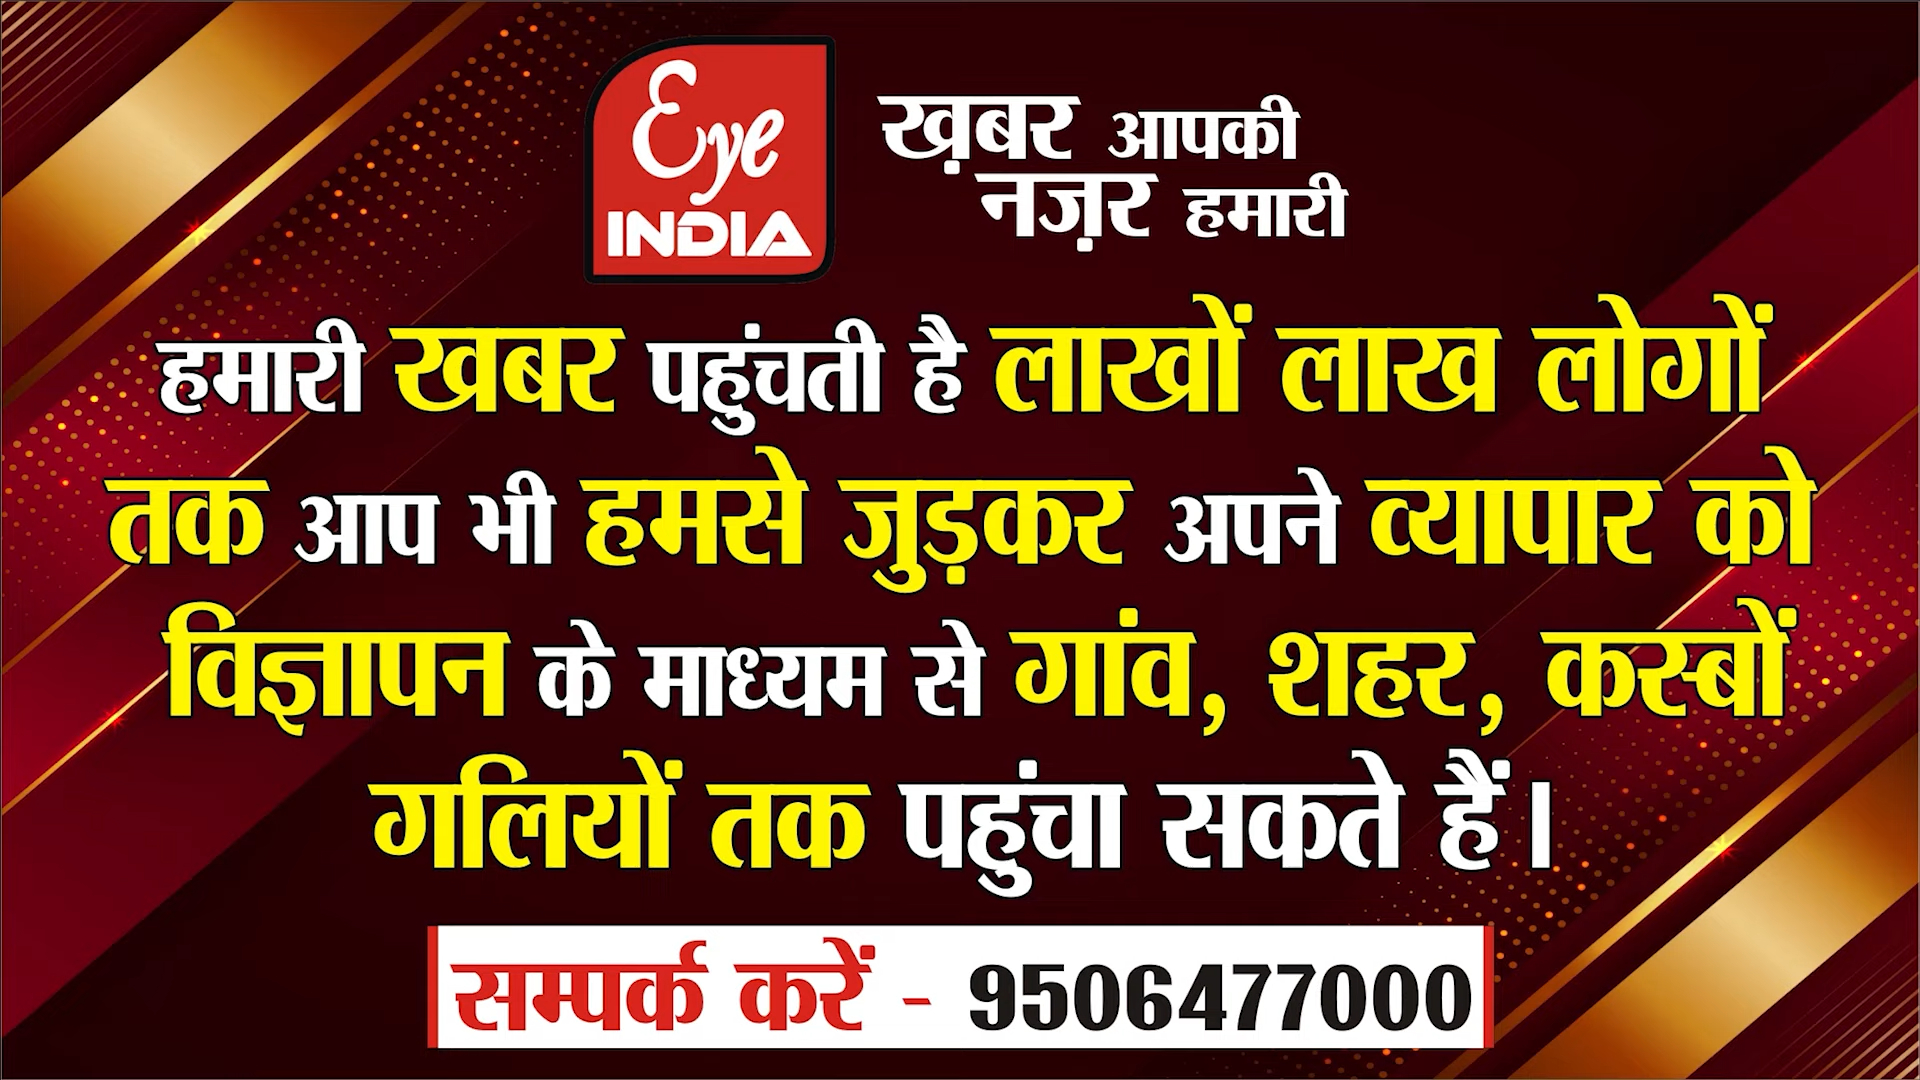 Eye
INDIA
ख़बर आपकी
नज़र हमारी
हमारी खबर पहुंचती है लाखों लाख लोगों
तक आप भी हमसे जुड़कर अपने व्यापार को
विज्ञापन के माध्यम से गांव, शहर, कस्बों
गलियों तक पहुंचा सकते हैं।
सम्पर्क करें - 9506477000